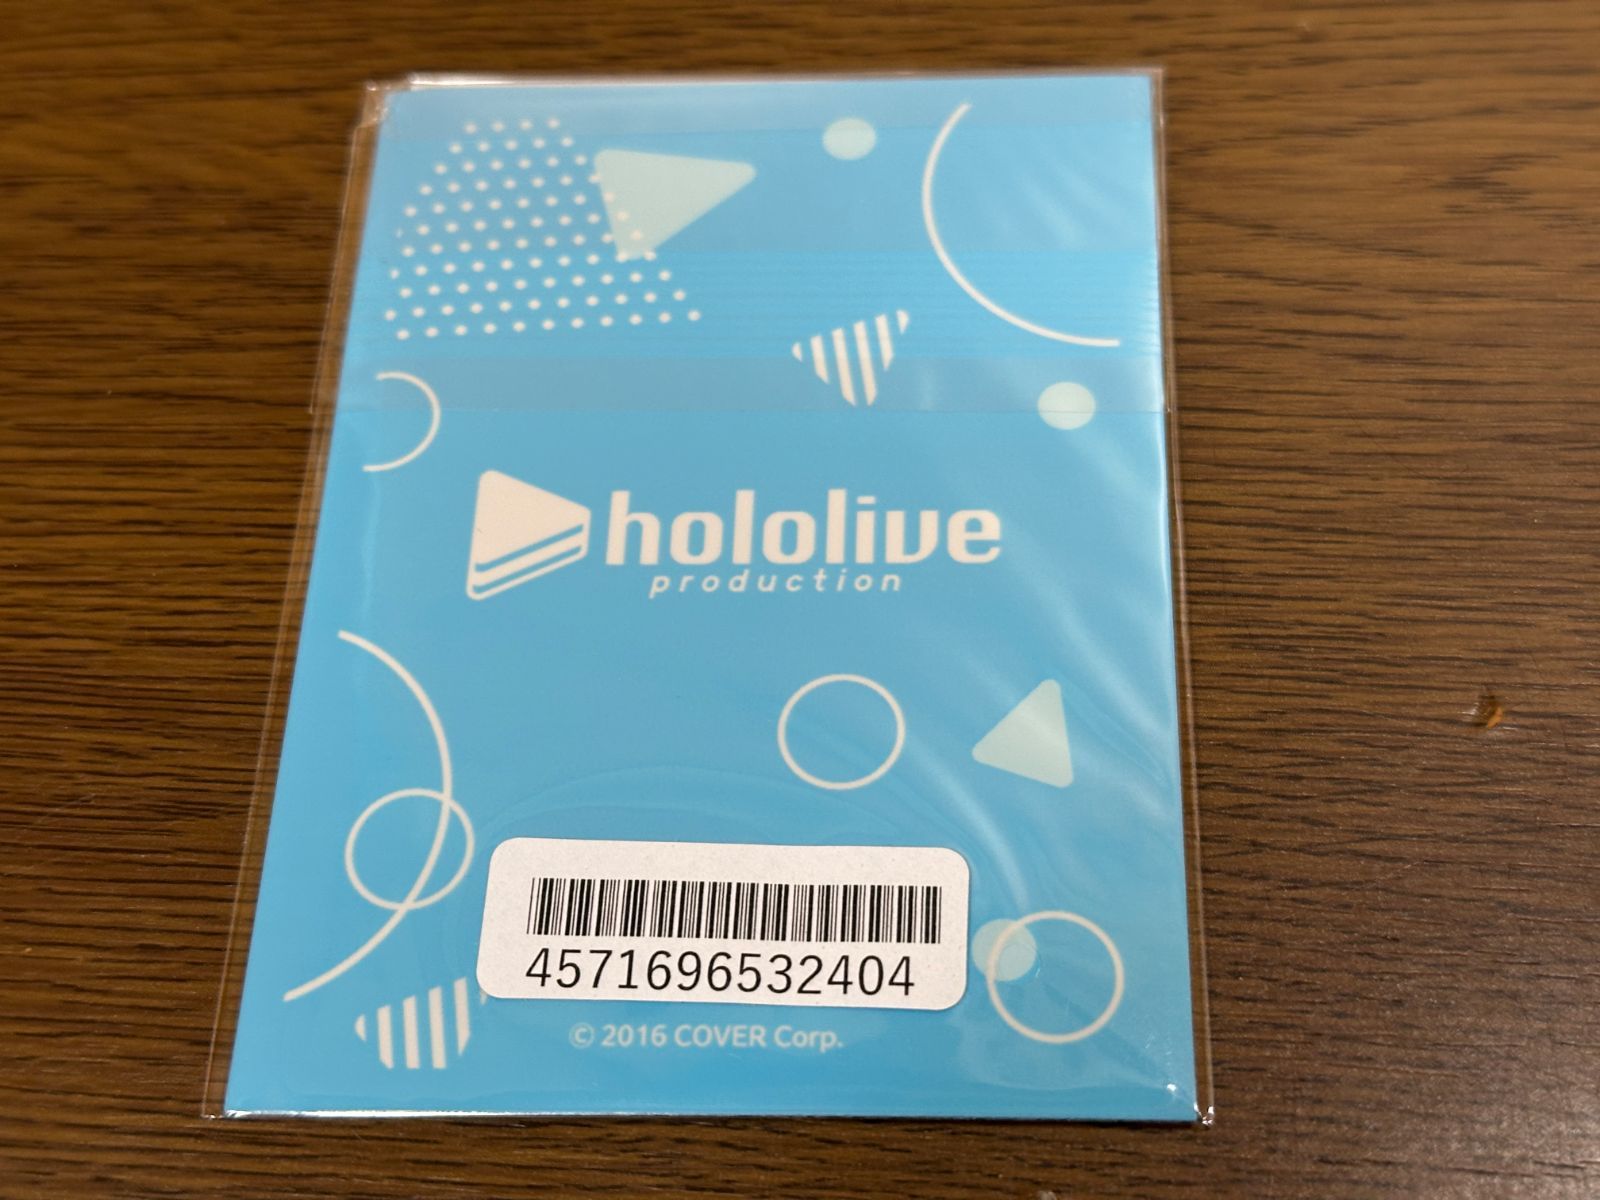 hololive
production
4571696532404
© 2016 COVER Corp.